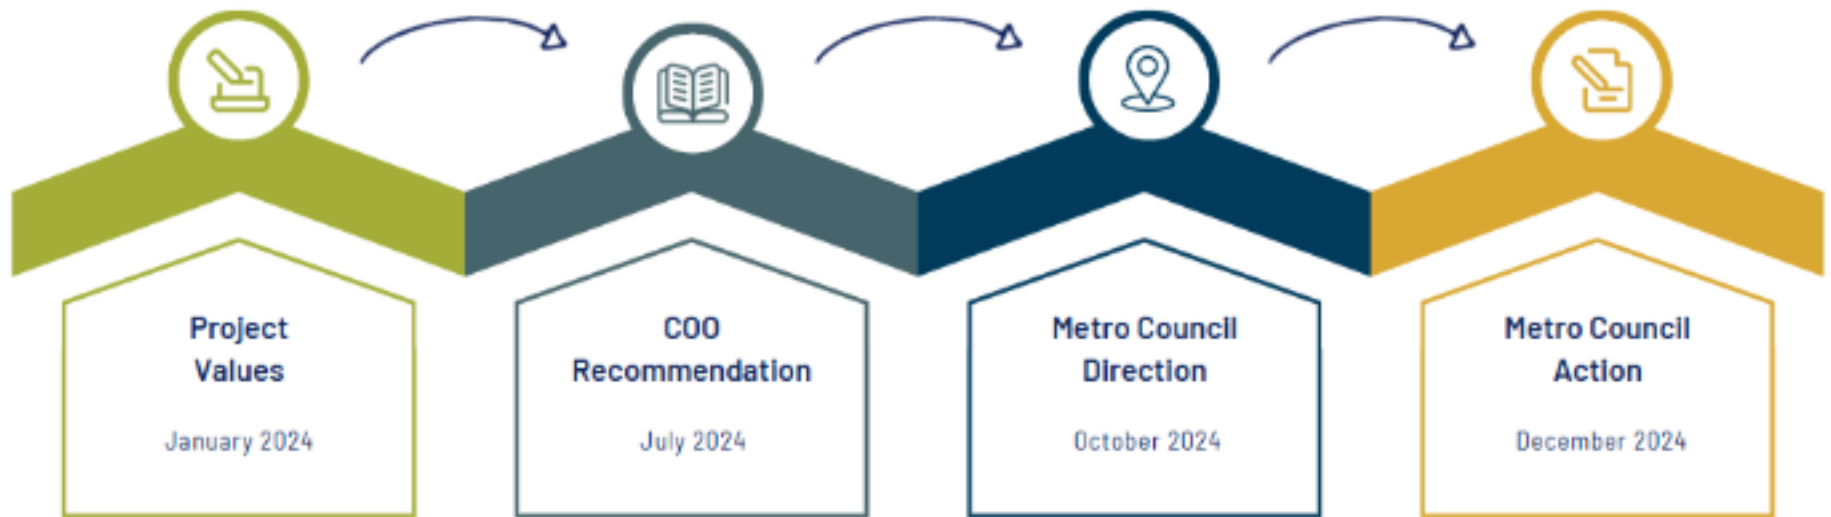 Project
Values
January 2024
COO
Recommendation
July 2024
Metro Council
Direction
October 2024
Metro Council
Action
December 2024